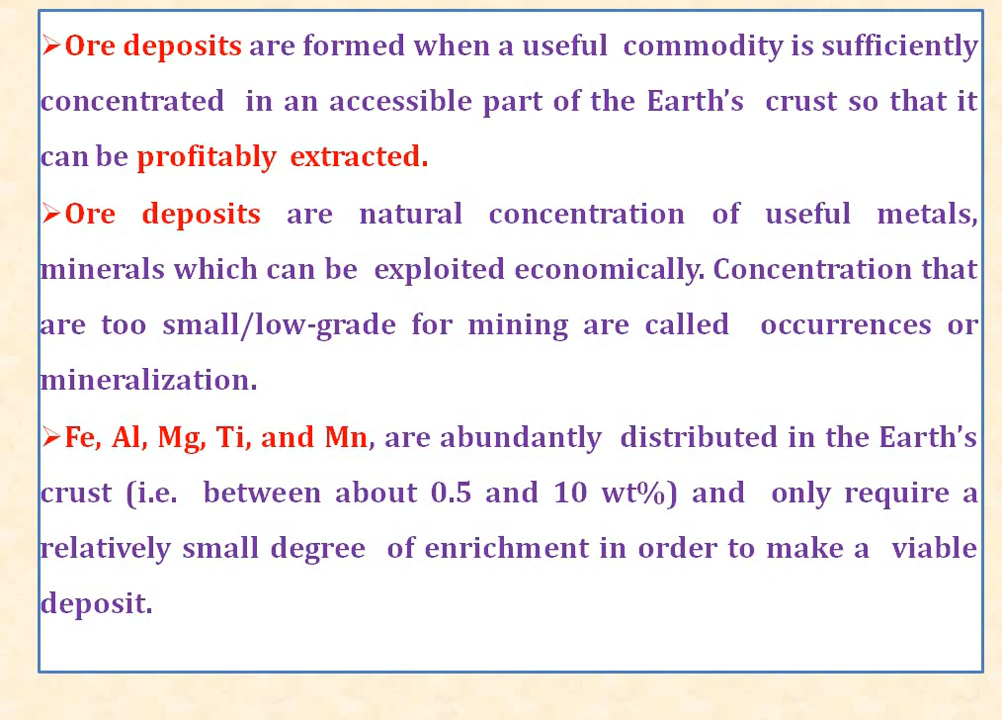 ➢Ore deposits are formed when a useful commodity is sufficiently
concentrated in an accessible part of the Earth's crust so that it
can be profitably extracted.
➢Ore deposits are natural concentration of useful metals,
minerals which can be exploited economically. Concentration that
are too small/low-grade for mining are called occurrences or
mineralization.
➢Fe, Al, Mg, Ti, and Mn, are abundantly distributed in the Earth's
crust (i.e. between about 0.5 and 10 wt%) and only require a
relatively small degree of enrichment in order to make a viable
deposit.